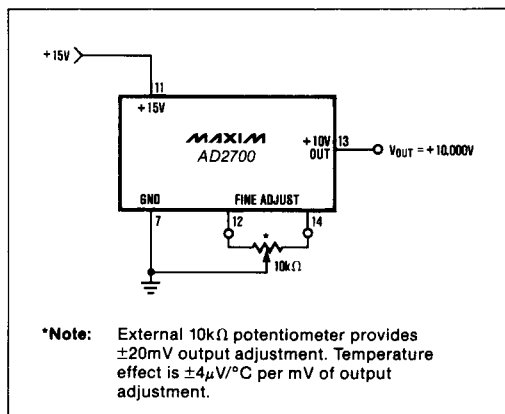 +15V
11
+15V
MAXIM
AD2700
+10V 13
OUT
VOUT = +10.000V
GND
FINE ADJUST
7
12
14
*
10kΩ
*Note: External 10kΩ potentiometer provides
±20mV output adjustment. Temperature
effect is ±4μV/°C per mV of output
adjustment.